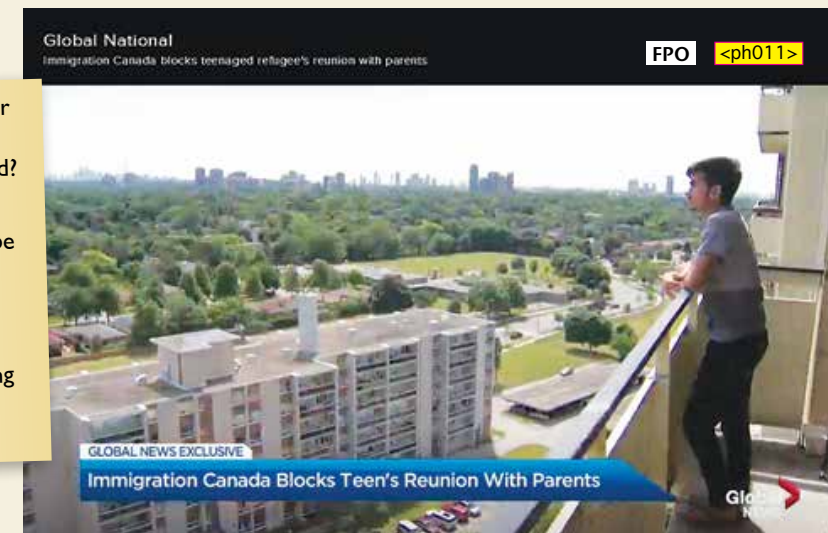 Global National
Immigration Canada blocks teenaged refugee's reunion with parents
FPO
<ph011>
GLOBAL NEWS EXCLUSIVE
Immigration Canada Blocks Teen's Reunion With Parents
Global
NEWS